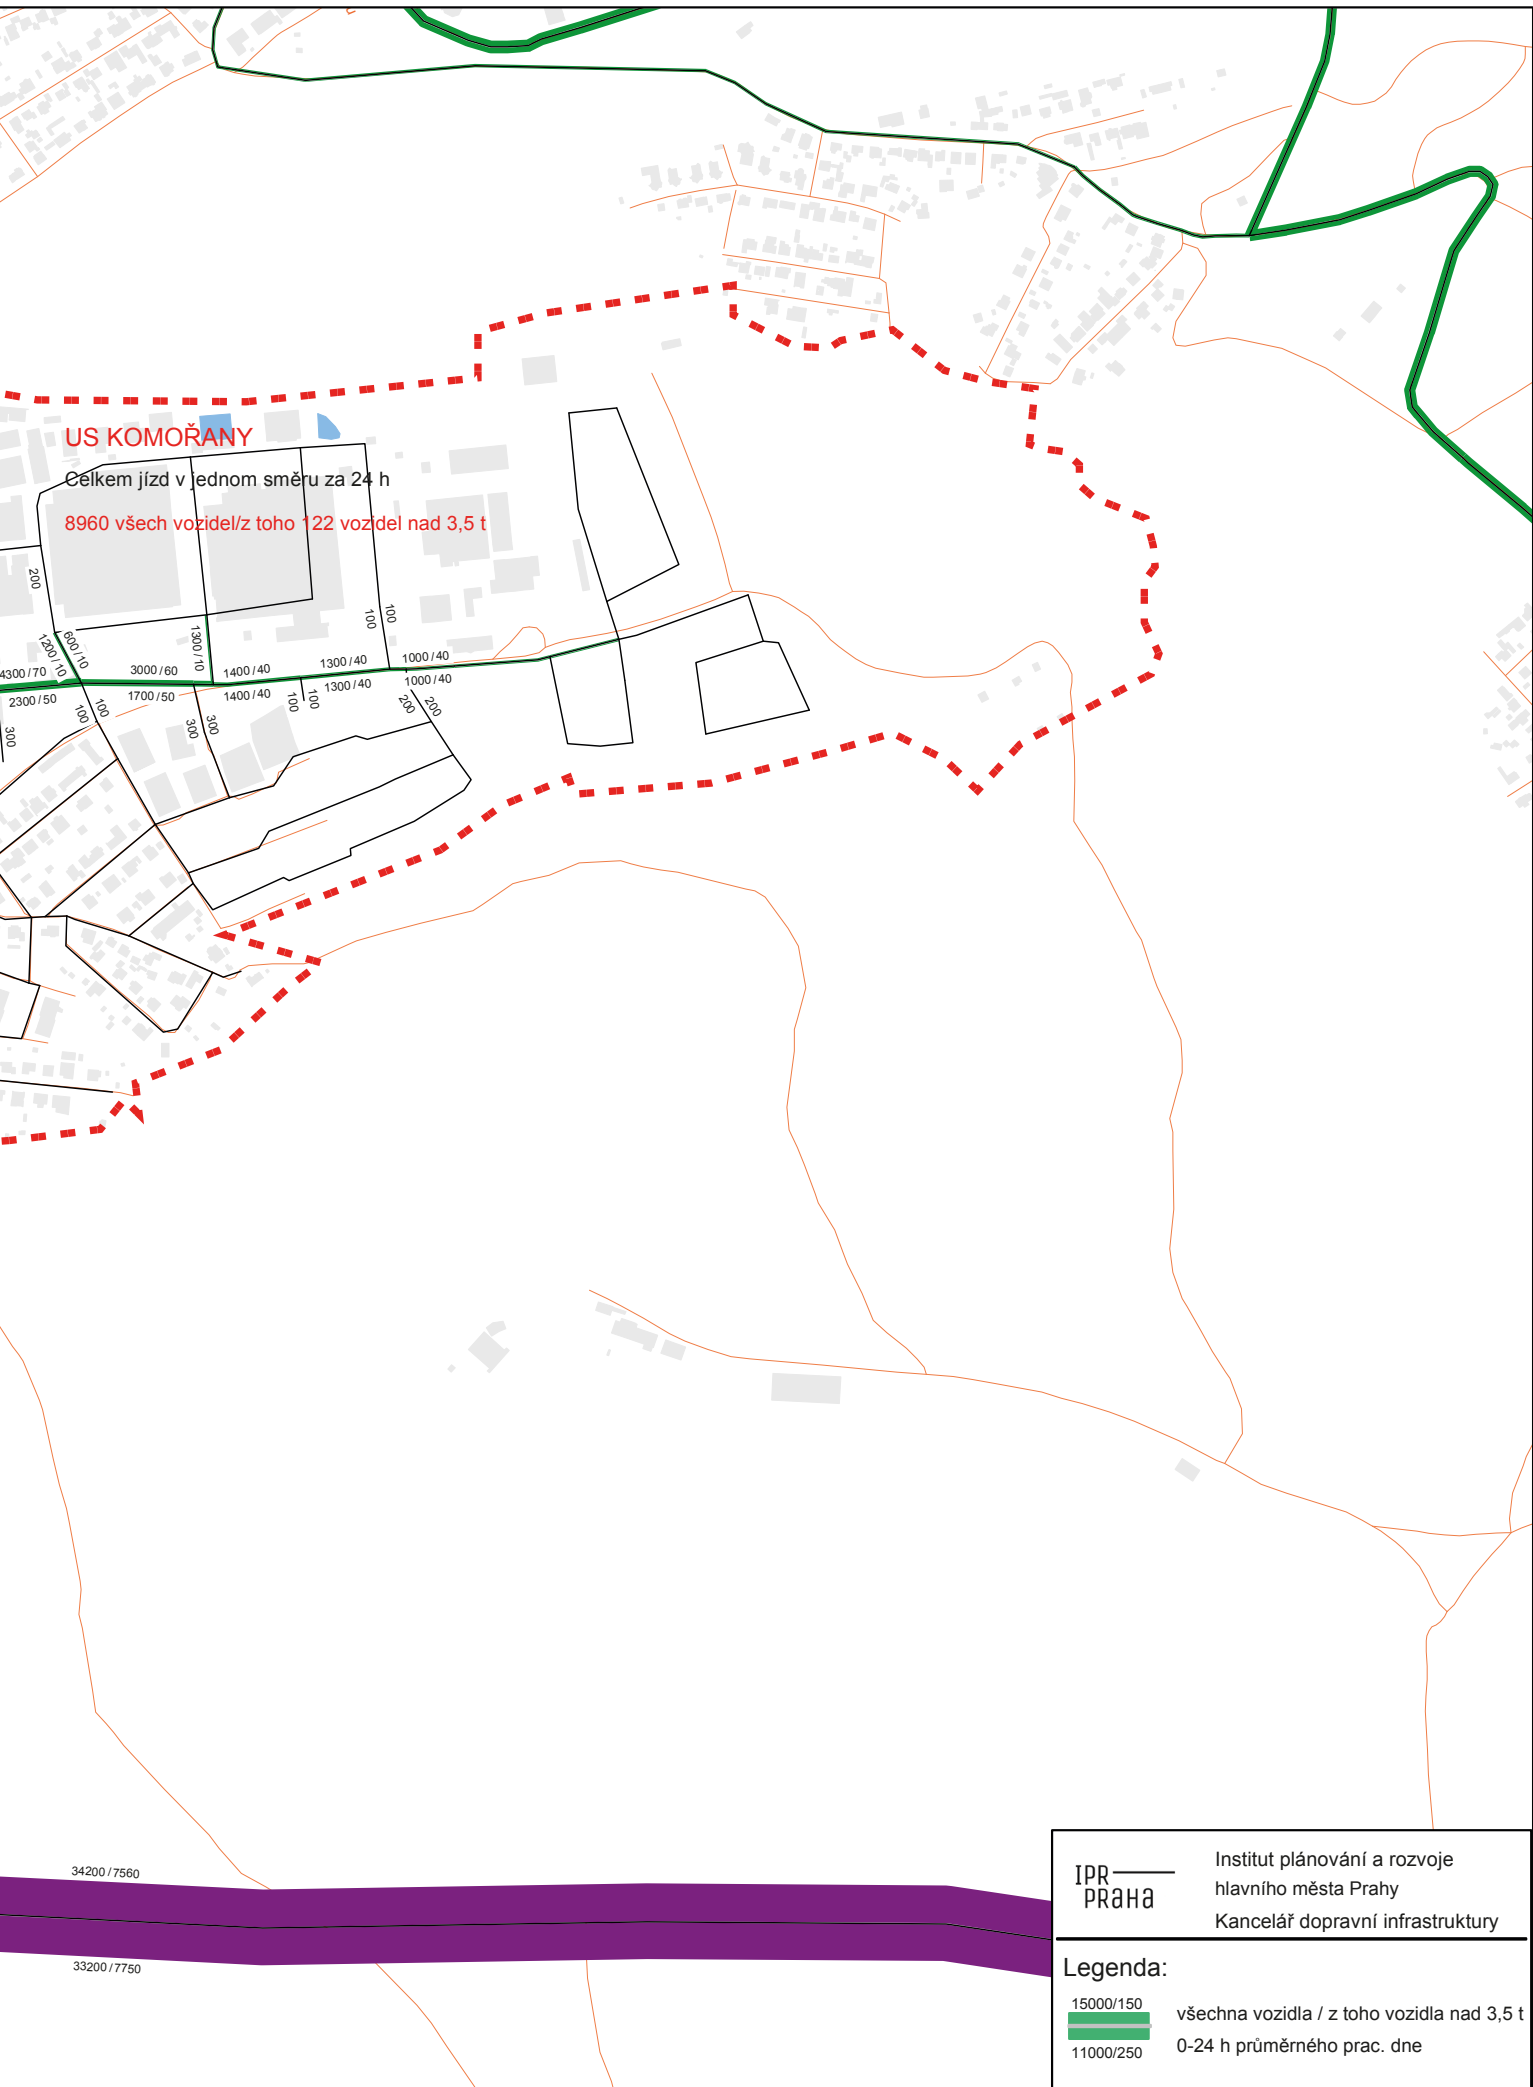 US KOMOŘANY
Celkem jízd v jednom směru za 24 h
8960 všech vozidel/z toho 122 vozidel nad 3,5 t
200
1200/10
600/10
1300/10
100
100
4300/70
3000/60
1400/40
1300/40
1000/40
2300/50
1700/50
1400/40
1300/40
1000/40
300
100
100
300
300
100
100
200
200
34200/7560
33200/7750
IPR
PRAHA
Institut plánování a rozvoje
hlavního města Prahy
Kancelář dopravní infrastruktury
Legenda:
15000/150
11000/250
všechna vozidla / z toho vozidla nad 3,5 t
0-24 h průměrného prac. dne